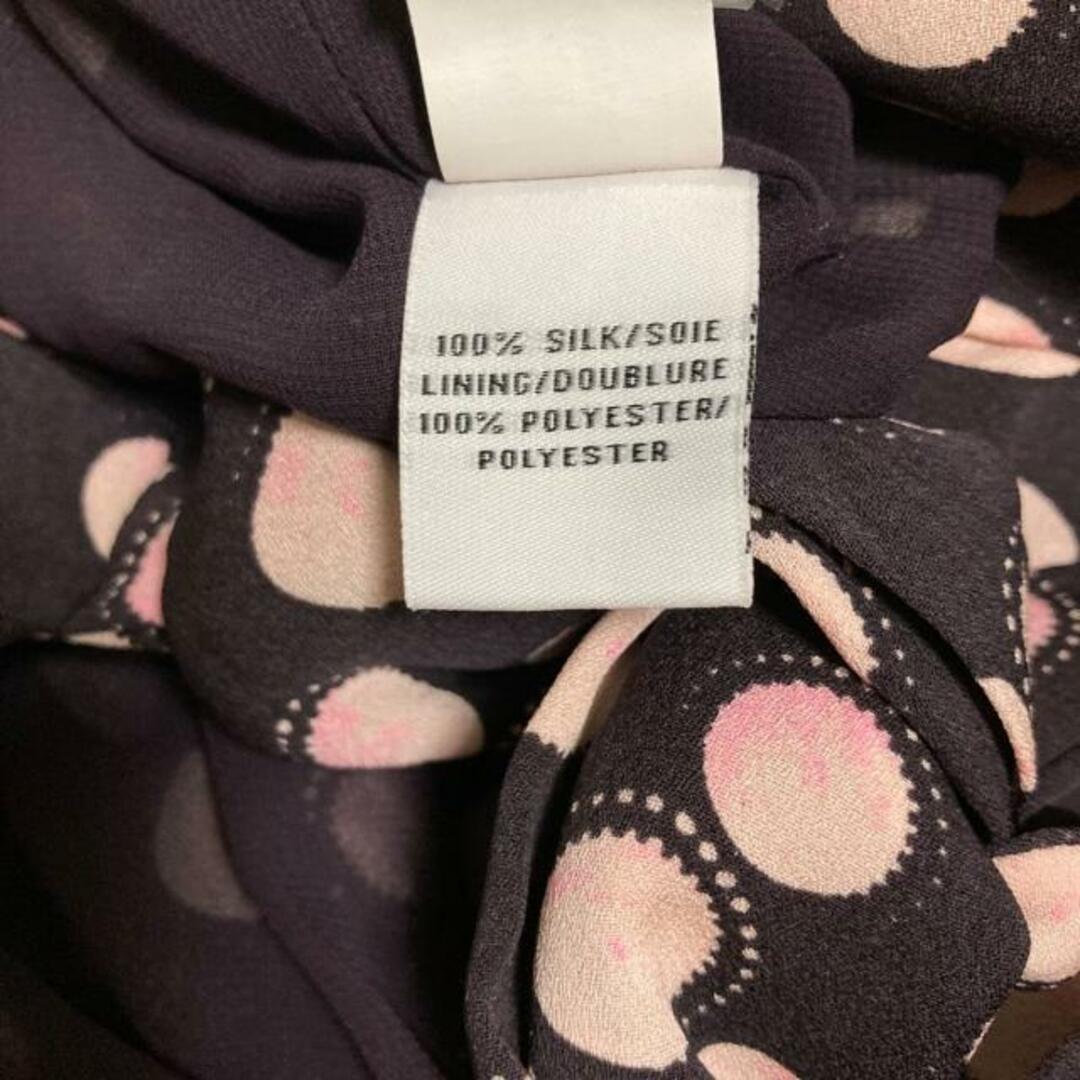 100% SILK/SOIE
LINING/DOUBLURE
100% POLYESTER/
POLYESTER